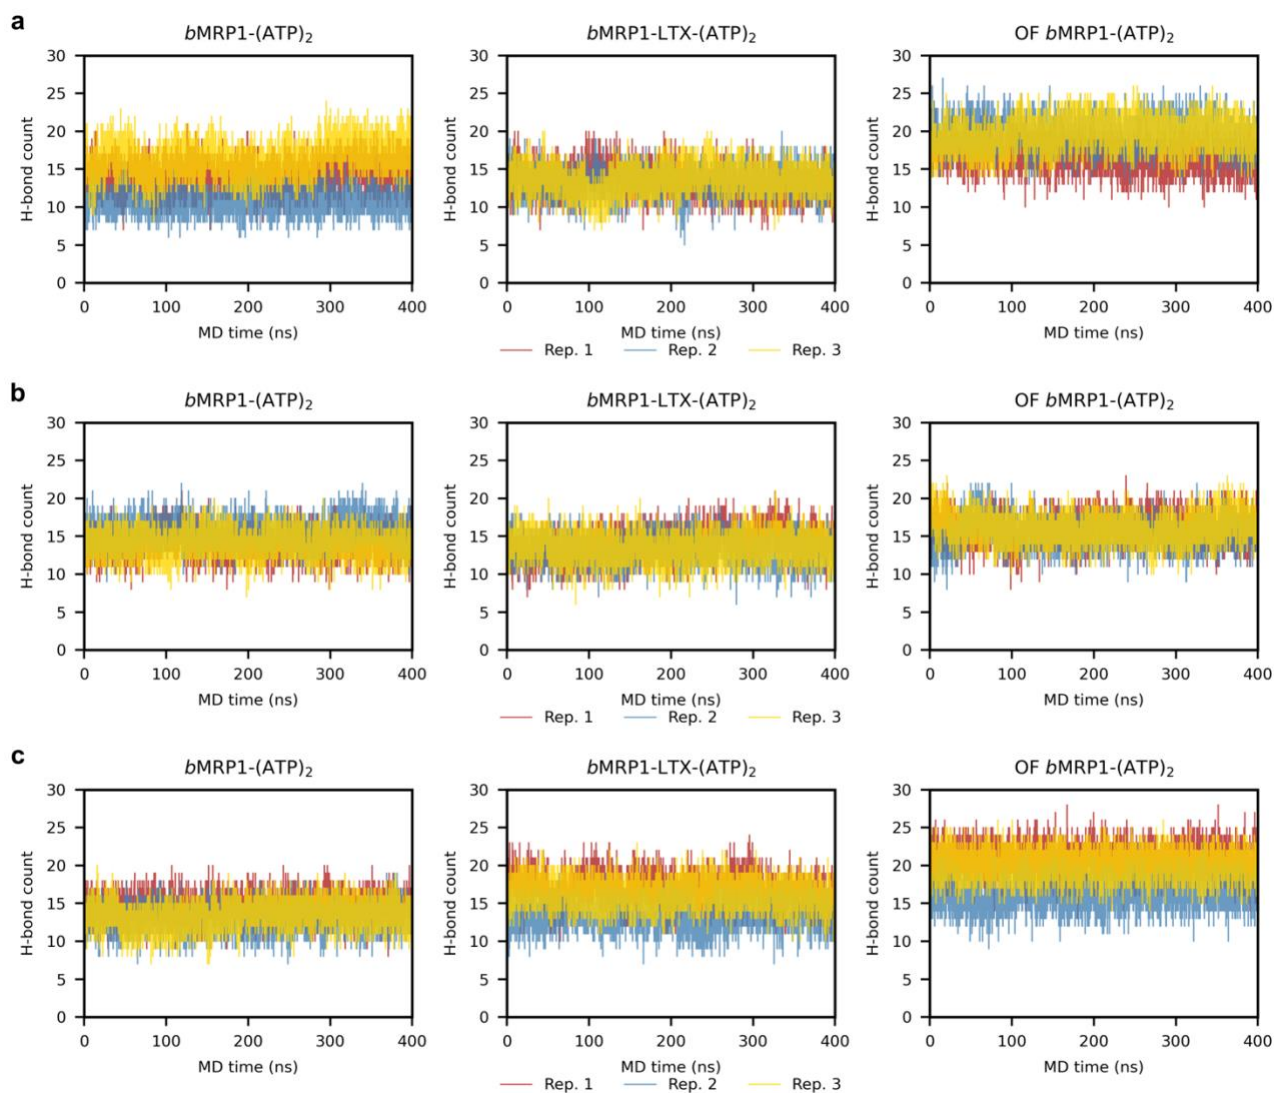 a
bMRP1-(ATP)₂ bMRP1-LTX-(ATP)₂ OF bMRP1-(ATP)₂
H-bond count H-bond count H-bond count
30 30 30
25 25 25
20 20 20
15 15 15
10 10 10
5 5 5
0 0 0
0 100 200 300 400 0 100 200 300 400 0 100 200 300 400
MD time (ns) MD time (ns) MD time (ns)
Rep. 1 Rep. 2 Rep. 3
b
bMRP1-(ATP)₂ bMRP1-LTX-(ATP)₂ OF bMRP1-(ATP)₂
H-bond count H-bond count H-bond count
30 30 30
25 25 25
20 20 20
15 15 15
10 10 10
5 5 5
0 0 0
0 100 200 300 400 0 100 200 300 400 0 100 200 300 400
MD time (ns) MD time (ns) MD time (ns)
Rep. 1 Rep. 2 Rep. 3
c
bMRP1-(ATP)₂ bMRP1-LTX-(ATP)₂ OF bMRP1-(ATP)₂
H-bond count H-bond count H-bond count
30 30 30
25 25 25
20 20 20
15 15 15
10 10 10
5 5 5
0 0 0
0 100 200 300 400 0 100 200 300 400 0 100 200 300 400
MD time (ns) MD time (ns) MD time (ns)
Rep. 1 Rep. 2 Rep. 3